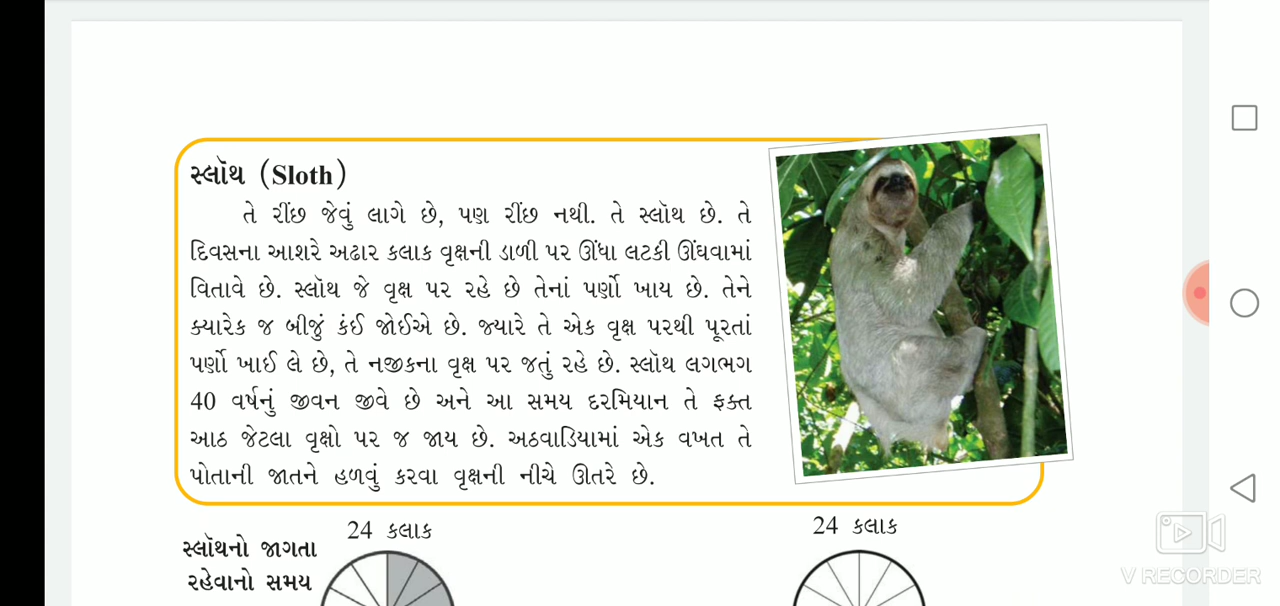 સ્લૉથ (Sloth)
તે રીંછ જેવું લાગે છે, પણ રીંછ નથી. તે સ્લૉથ છે. તે
દિવસના આશરે અઢાર કલાક વૃક્ષની ડાળી પર ઊંધા લટકી ઊંઘવામાં
વિતાવે છે. સ્લૉથ જે વૃક્ષ પર રહે છે તેનાં પર્ણો ખાય છે. તેને
ક્યારેક જ બીજું કંઈ જોઈએ છે. જ્યારે તે એક વૃક્ષ પરથી પૂરતાં
પર્ણો ખાઈ લે છે, તે નજીકના વૃક્ષ પર જતું રહે છે. સ્લૉથ લગભગ
40 વર્ષનું જીવન જીવે છે અને આ સમય દરમિયાન તે ફક્ત
આઠ જેટલા વૃક્ષો પર જ જાય છે. અઠવાડિયામાં એક વખત તે
પોતાની જાતને હળવું કરવા વૃક્ષની નીચે ઊતરે છે.
24 કલાક
24 કલાક
સ્લૉથનો જાગતા
રહેવાનો સમય
V RECORDER